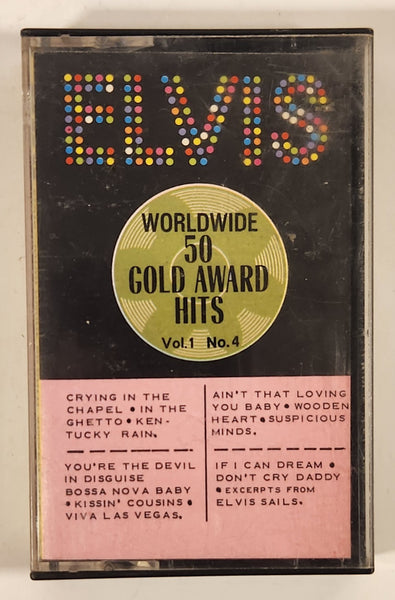 ELVIS
WORLDWIDE
50
GOLD AWARD
HITS
Vol.1 No.4
CRYING IN THE
CHAPEL • IN THE
GHETTO • KEN-
TUCKY RAIN.
YOU'RE THE DEVIL
IN DISGUISE
BOSSA NOVA BABY
• KISSIN' COUSINS •
VIVA LAS VEGAS.
AIN'T THAT LOVING
YOU BABY • WOODEN
HEART • SUSPICIOUS
MINDS.
IF I CAN DREAM •
DON'T CRY DADDY
• EXCERPTS FROM
ELVIS SAILS.